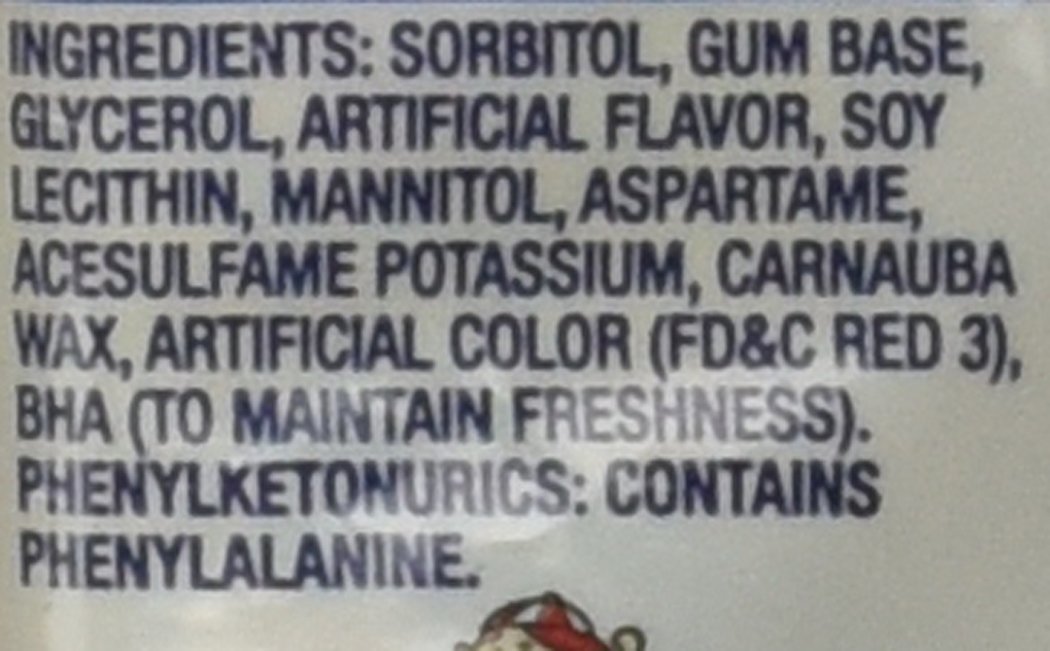 INGREDIENTS: SORBITOL, GUM BASE,
GLYCEROL, ARTIFICIAL FLAVOR, SOY
LECITHIN, MANNITOL, ASPARTAME,
ACESULFAME POTASSIUM, CARNAUBA
WAX, ARTIFICIAL COLOR (FD&C RED 3),
BHA (TO MAINTAIN FRESHNESS).
PHENYLKETONURICS: CONTAINS
PHENYLALANINE.